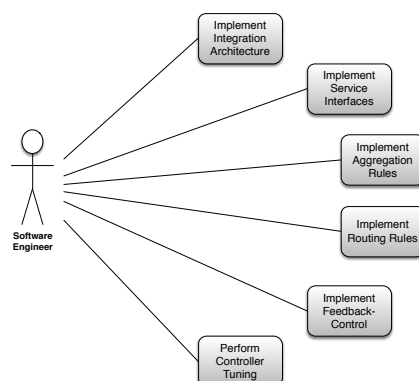 Implement
Integration
Architecture
Implement
Service
Interfaces
Implement
Aggregation
Rules
Software
Engineer
Implement
Routing Rules
Implement
Feedback-
Control
Perform
Controller
Tuning